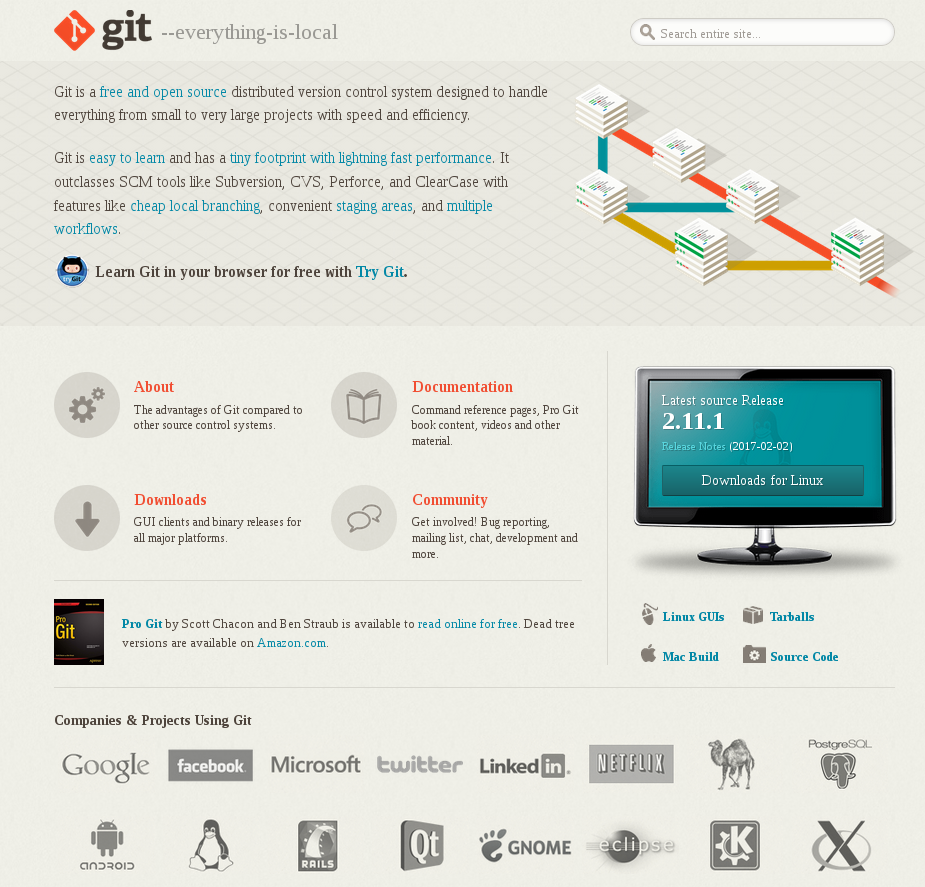 git --everything-is-local
Search entire site...
Git is a free and open source distributed version control system designed to handle
everything from small to very large projects with speed and efficiency.
Git is easy to learn and has a tiny footprint with lightning fast performance. It
outclasses SCM tools like Subversion, CVS, Perforce, and ClearCase with
features like cheap local branching, convenient staging areas, and multiple
workflows.
try Git
Learn Git in your browser for free with Try Git.
About
The advantages of Git compared to
other source control systems.
Documentation
Command reference pages, Pro Git
book content, videos and other
material.
Downloads
GUI clients and binary releases for
all major platforms.
Community
Get involved! Bug reporting,
mailing list, chat, development and
more.
Latest source Release
2.11.1
Release Notes (2017-02-02)
Downloads for Linux
Linux GUIs
Tarballs
Mac Build
Source Code
Pro
Git
Pro Git by Scott Chacon and Ben Straub is available to read online for free. Dead tree
versions are available on Amazon.com.
Companies & Projects Using Git
Google facebook Microsoft twitter LinkedIn NETFLIX PostgreSQL
android RAILS Qt GNOME eclipse K X